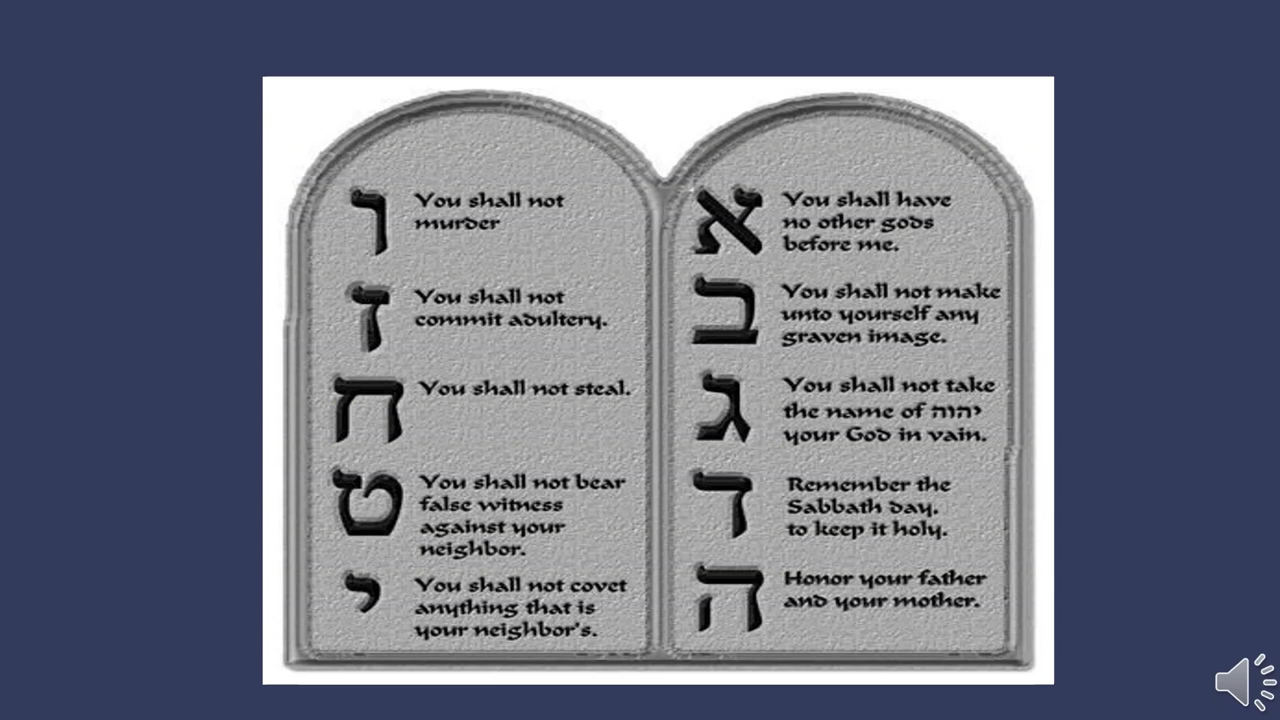 א You shall have
no other gods
before me.
ב You shall not make
unto yourself any
graven image.
ג You shall not take
the name of יהוה
your God in vain.
ד Remember the
Sabbath day.
to keep it holy.
ה Honor your father
and your mother.
ו You shall not
murder
ז You shall not
commit adultery.
ח You shall not steal.
ט You shall not bear
false witness
against your
neighbor.
י You shall not covet
anything that is
your neighbor's.